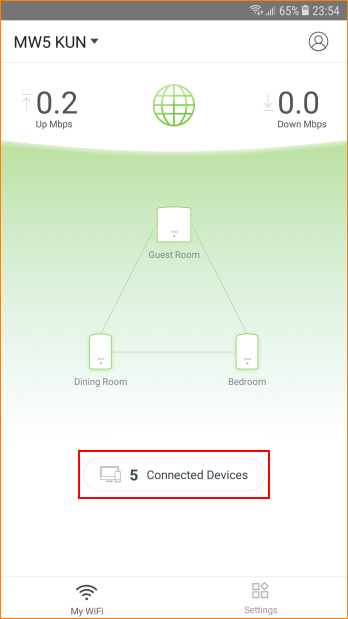 65% 23:54
MW5 KUN
0.2
Up Mbps
0.0
Down Mbps
Guest Room
Dining Room
Bedroom
5 Connected Devices
My WiFi
Settings